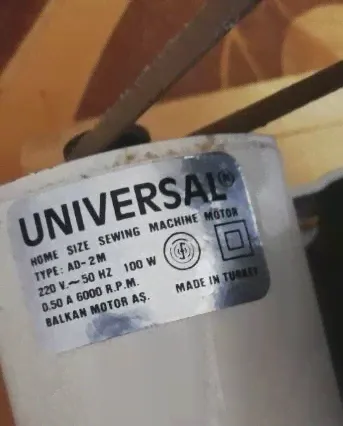 UNIVERSAL®
HOME SIZE SEWING MACHINE MOTOR
TYPE: AD-2M
220 V.~50 HZ 100 W
0.50 A 6000 R.P.M.
BALKAN MOTOR AŞ.
MADE IN TURKEY